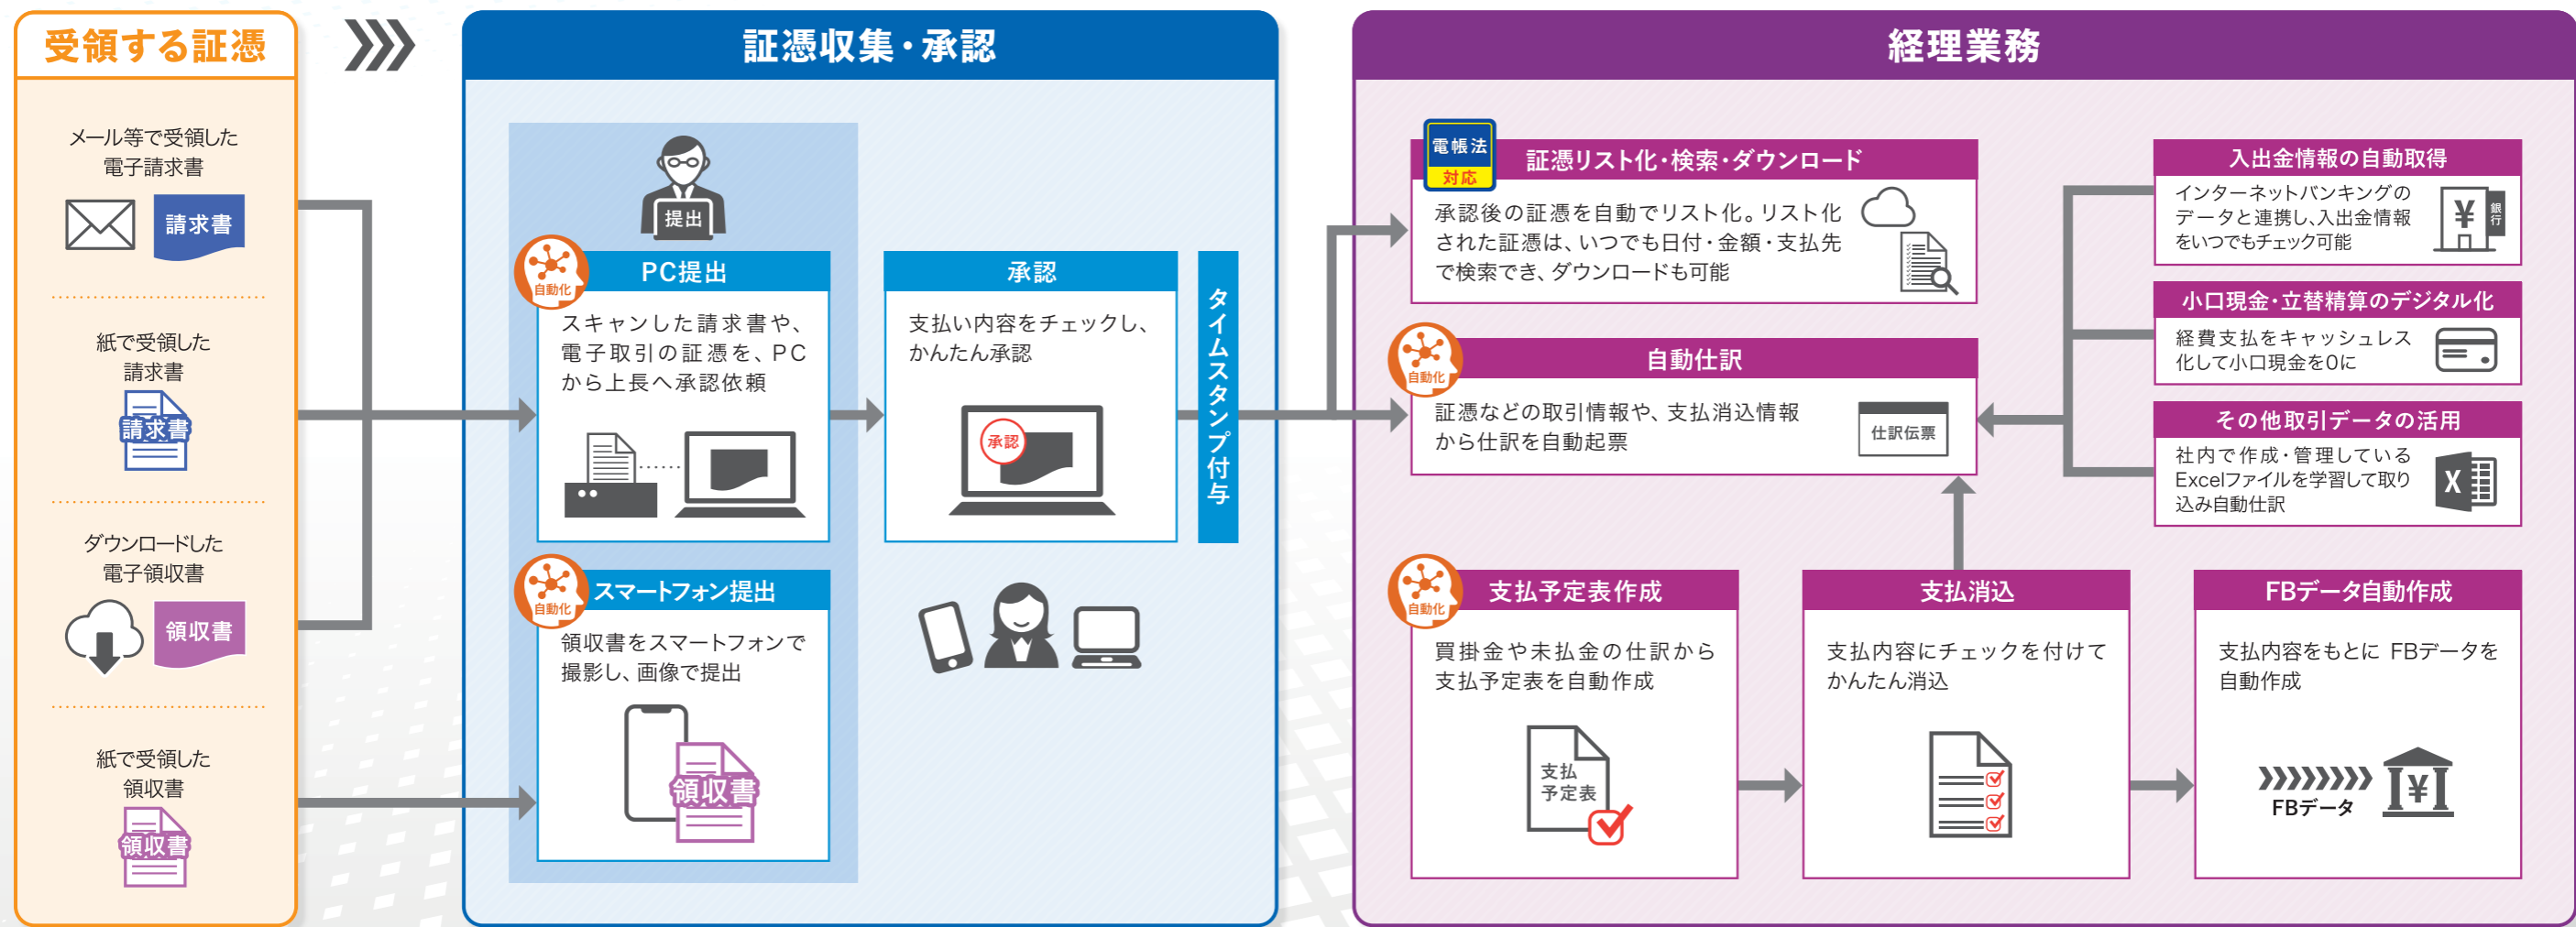 受領する証憑
メール等で受領した
電子請求書
請求書
紙で受領した
請求書
請求書
ダウンロードした
電子領収書
領収書
紙で受領した
領収書
領収書
証憑収集・承認
提出
自動化
PC提出
スキャンした請求書や、
電子取引の証憑を、PC
から上長へ承認依頼
自動化
スマートフォン提出
領収書をスマートフォンで
撮影し、画像で提出
領収書
承認
支払い内容をチェックし、
かんたん承認
承認
タイムスタンプ付与
経理業務
電帳法
対応
証憑リスト化・検索・ダウンロード
承認後の証憑を自動でリスト化。リスト化
された証憑は、いつでも日付・金額・支払先
で検索でき、ダウンロードも可能
自動化
自動仕訳
証憑などの取引情報や、支払消込情報
から仕訳を自動起票
仕訳伝票
入出金情報の自動取得
インターネットバンキングの
データと連携し、入出金情報
をいつでもチェック可能
¥
銀行
小口現金・立替精算のデジタル化
経費支払をキャッシュレス
化して小口現金を0に
その他取引データの活用
社内で作成・管理している
Excelファイルを学習して取り
込み自動仕訳
X
自動化
支払予定表作成
買掛金や未払金の仕訳から
支払予定表を自動作成
支払
予定表
支払消込
支払内容にチェックを付けて
かんたん消込
FBデータ自動作成
支払内容をもとに FBデータを
自動作成
FBデータ
¥